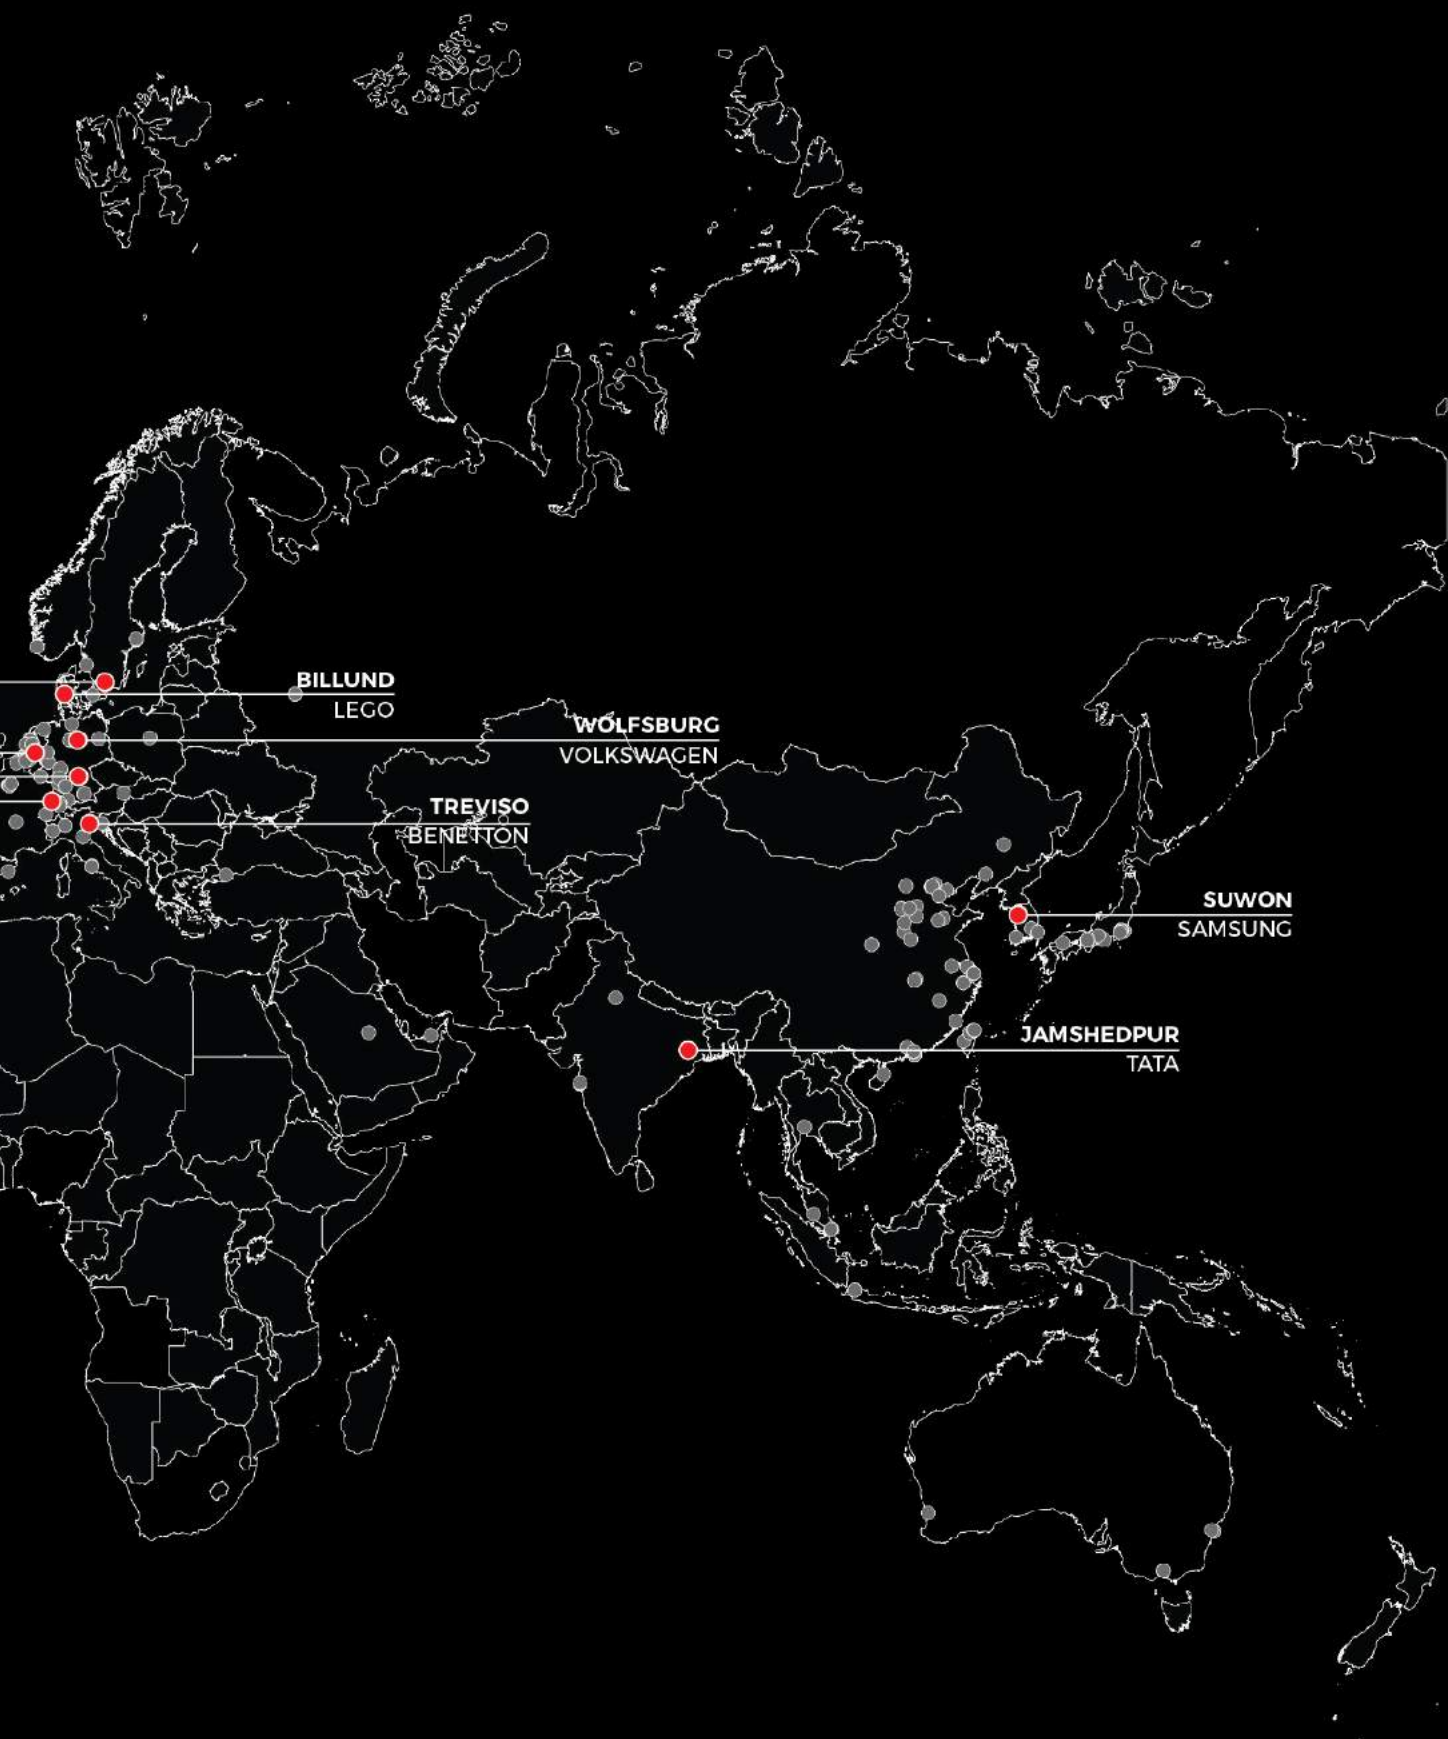 BILLUND
LEGO
WOLFSBURG
VOLKSWAGEN
TREVISO
BENETTON
SUWON
SAMSUNG
JAMSHEDPUR
TATA